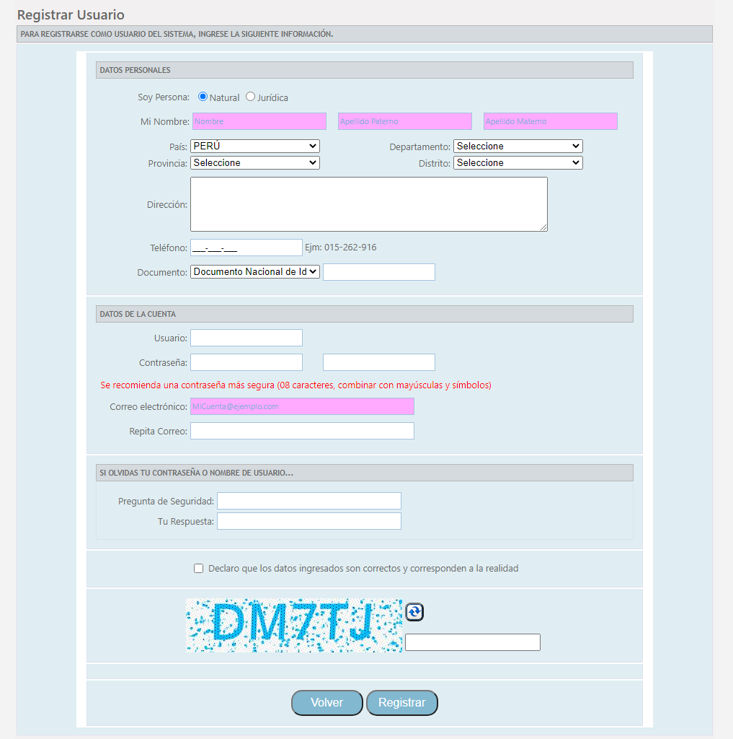 Registrar Usuario
PARA REGISTRARSE COMO USUARIO DEL SISTEMA, INGRESE LA SIGUIENTE INFORMACIÓN.
DATOS PERSONALES
Soy Persona: Natural Jurídica
Mi Nombre: Nombre Apellido Paterno Apellido Materno
País: PERÚ Departamento: Seleccione
Provincia: Seleccione Distrito: Seleccione
Dirección:
Teléfono: ___-___-___ Ejm: 015-262-916
Documento: Documento Nacional de Id
DATOS DE LA CUENTA
Usuario:
Contraseña:
Se recomienda una contraseña más segura (08 caracteres, combinar con mayúsculas y símbolos)
Correo electrónico: MiCuenta@ejemplo.com
Repita Correo:
SI OLVIDAS TU CONTRASEÑA O NOMBRE DE USUARIO...
Pregunta de Seguridad:
Tu Respuesta:
Declaro que los datos ingresados son correctos y corresponden a la realidad
Volver Registrar